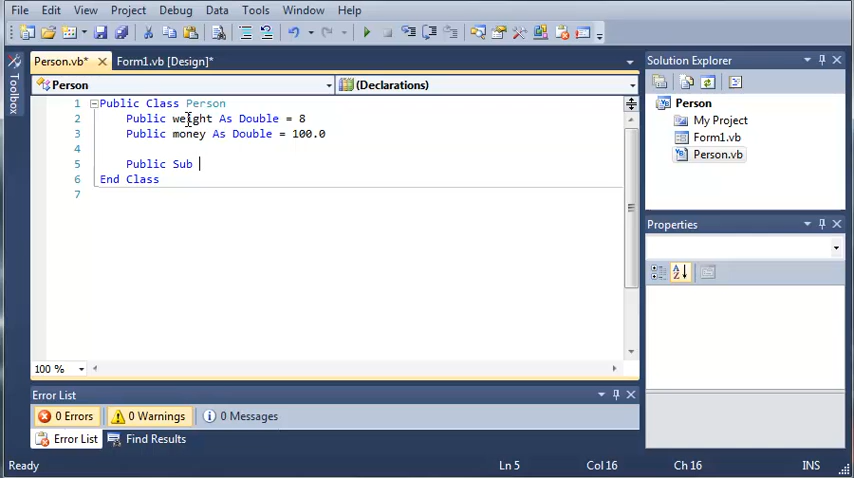 File Edit View Project Debug Data Tools Window Help
Person.vb* Form1.vb [Design]*
Person (Declarations)
1 Public Class Person
2 Public weight As Double = 8
3 Public money As Double = 100.0
4
5 Public Sub
6 End Class
7
100 %
Toolbox
Solution Explorer
Person
My Project
Form1.vb
Person.vb
Properties
Error List
0 Errors 0 Warnings 0 Messages
Error List Find Results
Ready Ln 5 Col 16 Ch 16 INS